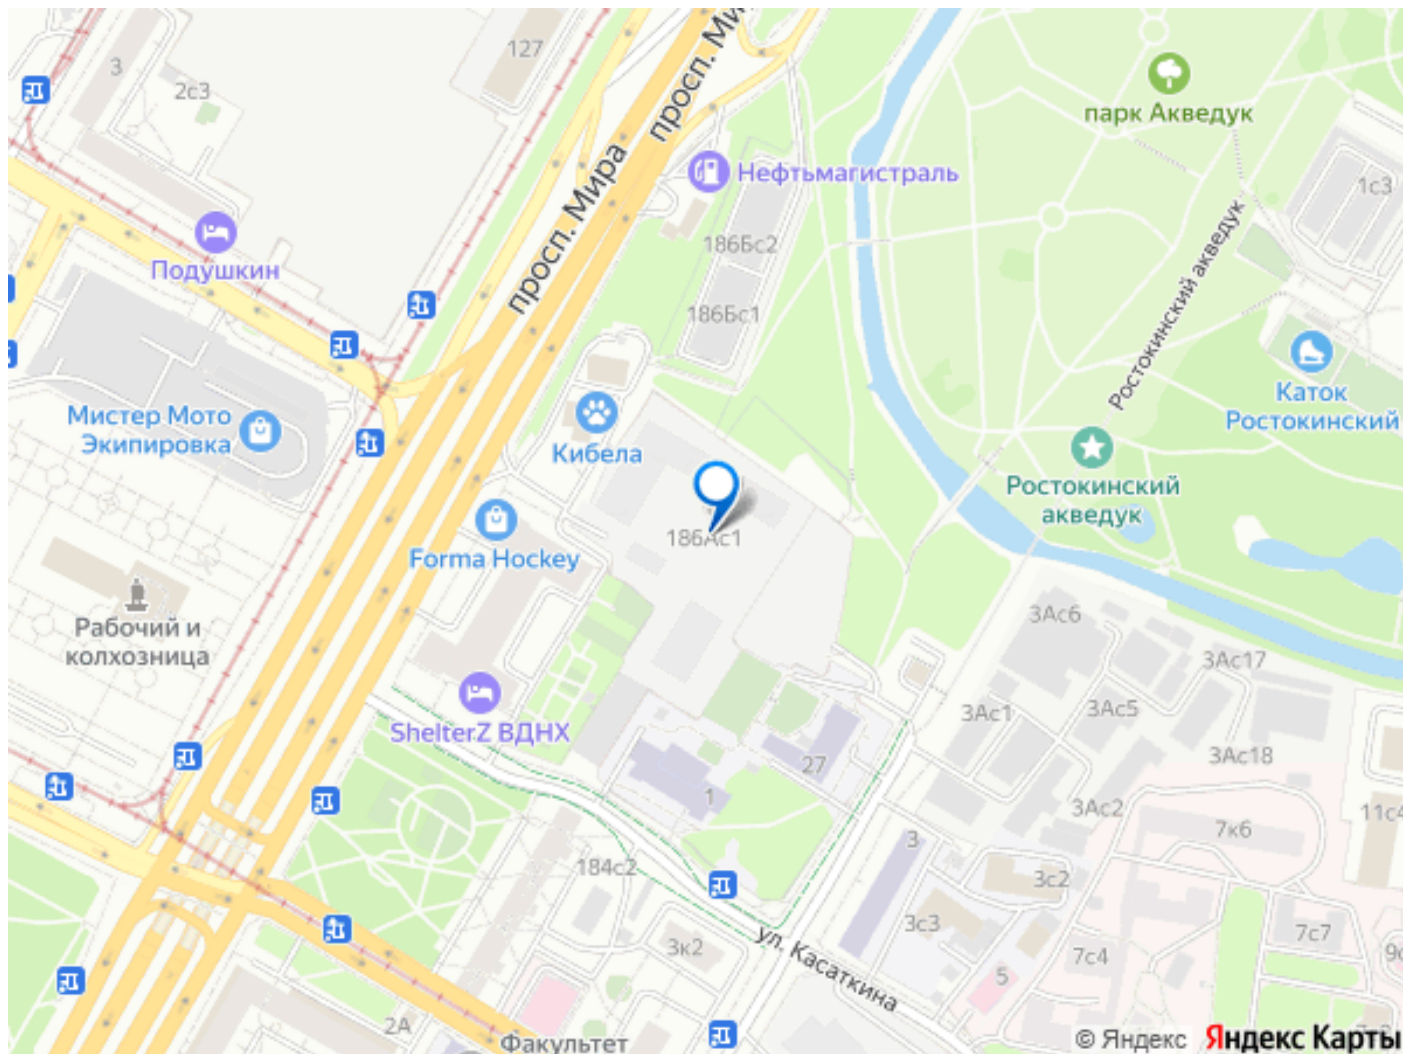 3
2с3
127
просп. Мира
просп. Ми
парк Акведук
Нефтьмагистраль
1с3
Подушкин
186Бс2
186Бс1
Ростокинский акведук
Каток
Ростокинский
Мистер Мото
Экипировка
Кибела
Ростокинский
акведук
186Ас1
Forma Hockey
Рабочий и
колхозница
3Ас6
3Ас17
3Ас1
3Ас5
ShelterZ ВДНХ
27
3Ас18
1
3Ас2
7к6
11с4
184с2
3
3с2
3с3
3к2
ул. Касаткина
7с4
7с7
9с
5
2А
Факультет
© Яндекс Яндекс Карты